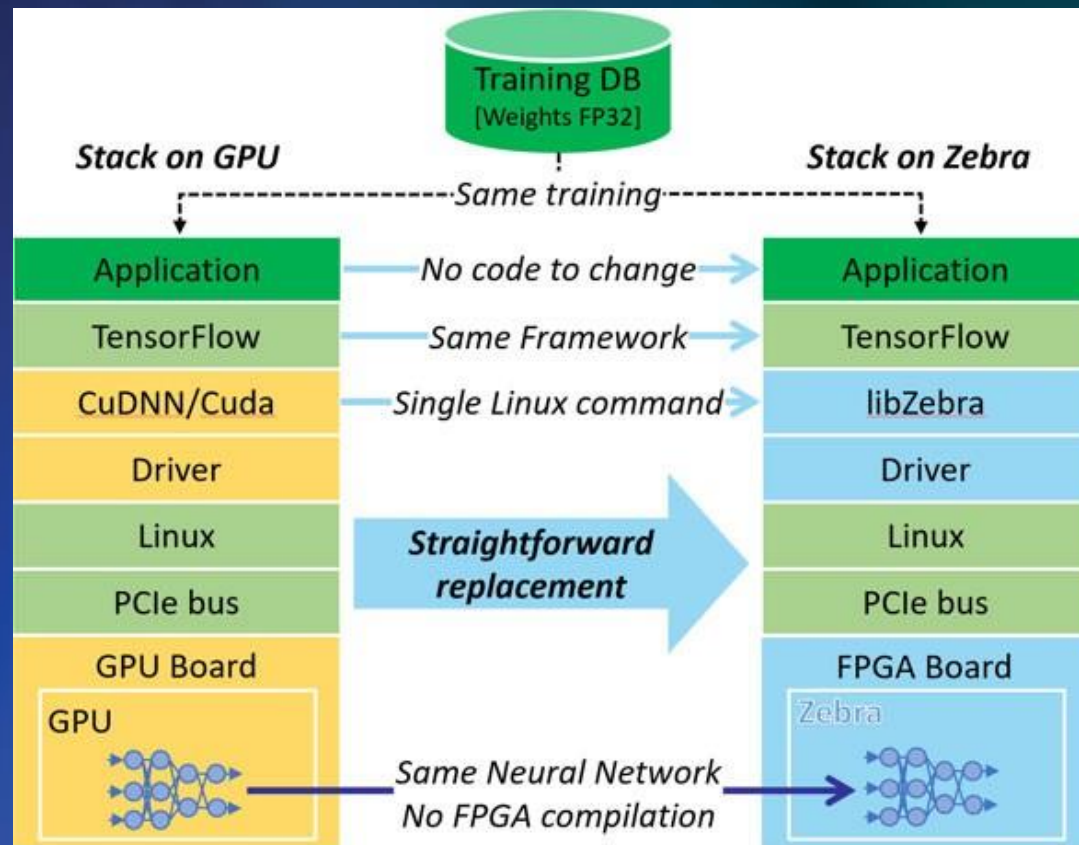 Training DB
[Weights FP32]
Stack on GPU
Stack on Zebra
Same training
Application
No code to change
Application
TensorFlow
Same Framework
TensorFlow
CuDNN/Cuda
Single Linux command
libZebra
Driver
Driver
Linux
Straightforward
replacement
Linux
PCIe bus
PCIe bus
GPU Board
FPGA Board
GPU
Zebra
Same Neural Network
No FPGA compilation